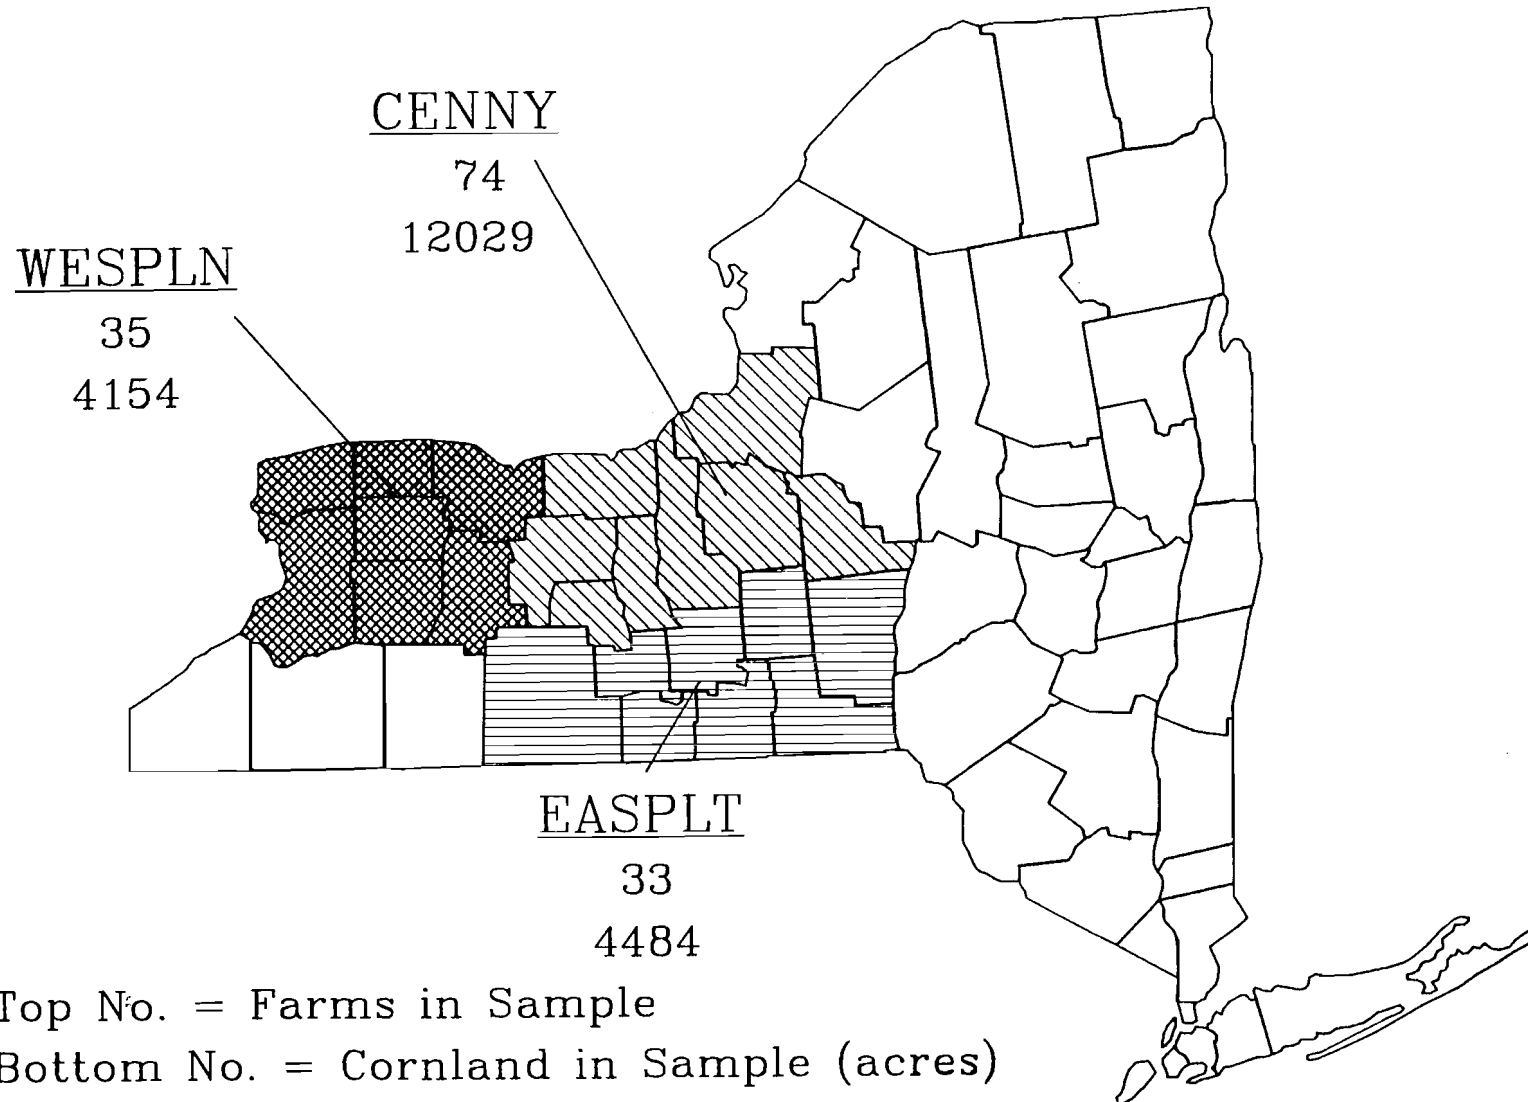 CENNY
74
12029
WESPLN
35
4154
EASPLT
33
4484
Top No. = Farms in Sample
Bottom No. = Cornland in Sample (acres)